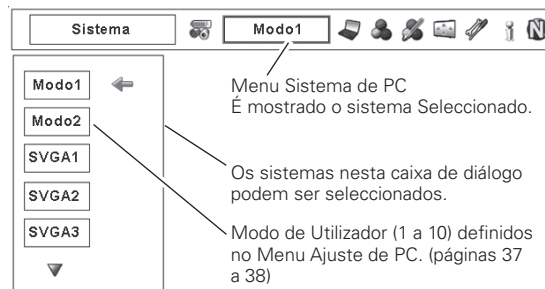 Sistema
Modo1
Modo1
Modo2
SVGA1
SVGA2
SVGA3
Menu Sistema de PC
É mostrado o sistema Seleccionado.
Os sistemas nesta caixa de diálogo
podem ser seleccionados.
Modo de Utilizador (1 a 10) definidos
no Menu Ajuste de PC. (páginas 37
a 38)